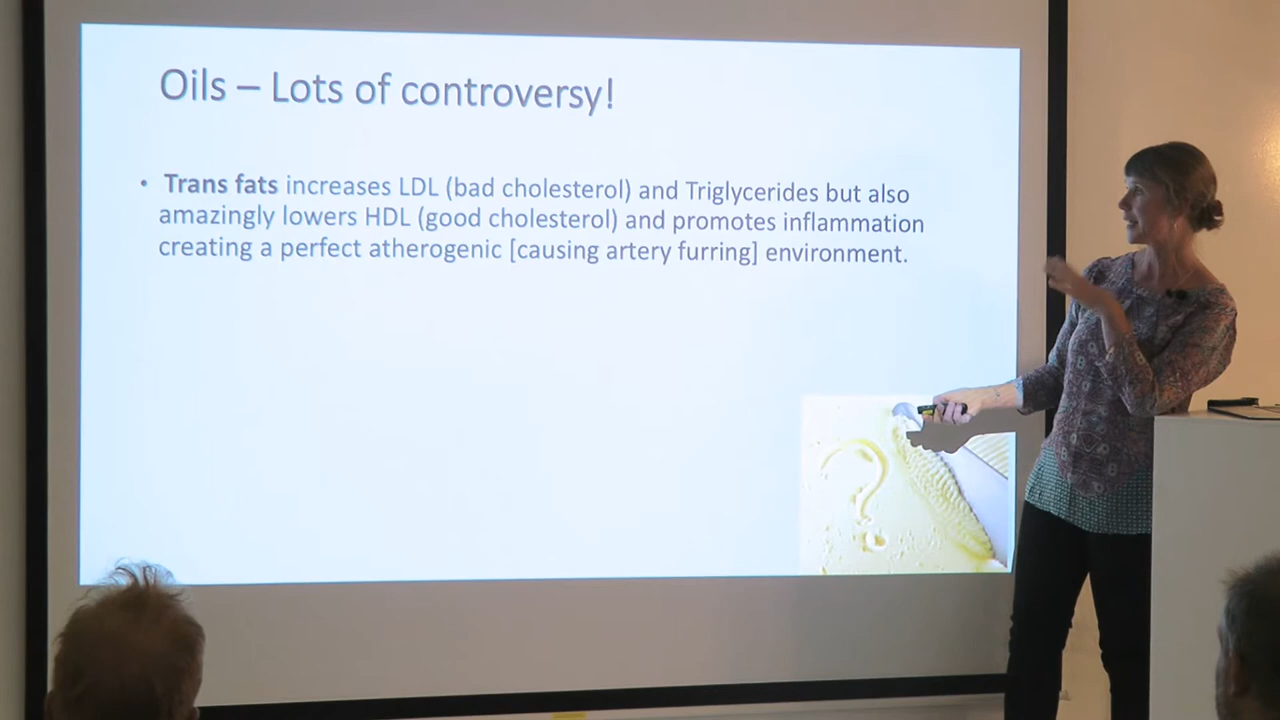 Oils – Lots of controversy!
• Trans fats increases LDL (bad cholesterol) and Triglycerides but also
amazingly lowers HDL (good cholesterol) and promotes inflammation
creating a perfect atherogenic [causing artery furring] environment.